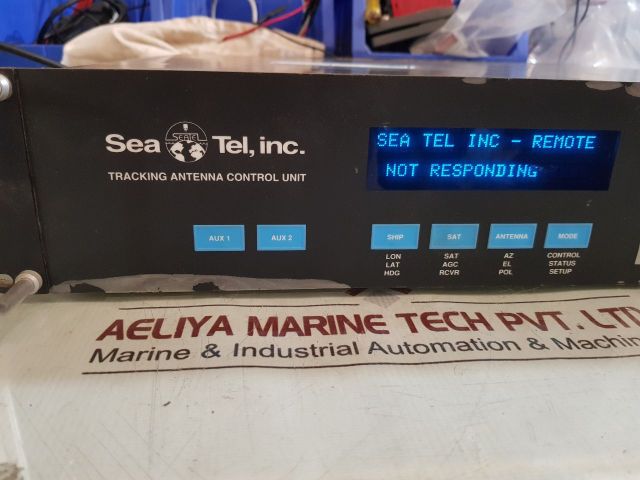 Sea Tel, inc.
SEATEL
TRACKING ANTENNA CONTROL UNIT
SEA TEL INC - REMOTE
NOT RESPONDING
AUX 1
AUX 2
SHIP
SAT
ANTENNA
MODE
LON
LAT
HDG
SAT
AGC
RCVR
AZ
EL
POL
CONTROL
STATUS
SETUP
AELIYA MARINE TECH PVT. LTD
Marine & Industrial Automation & Machin